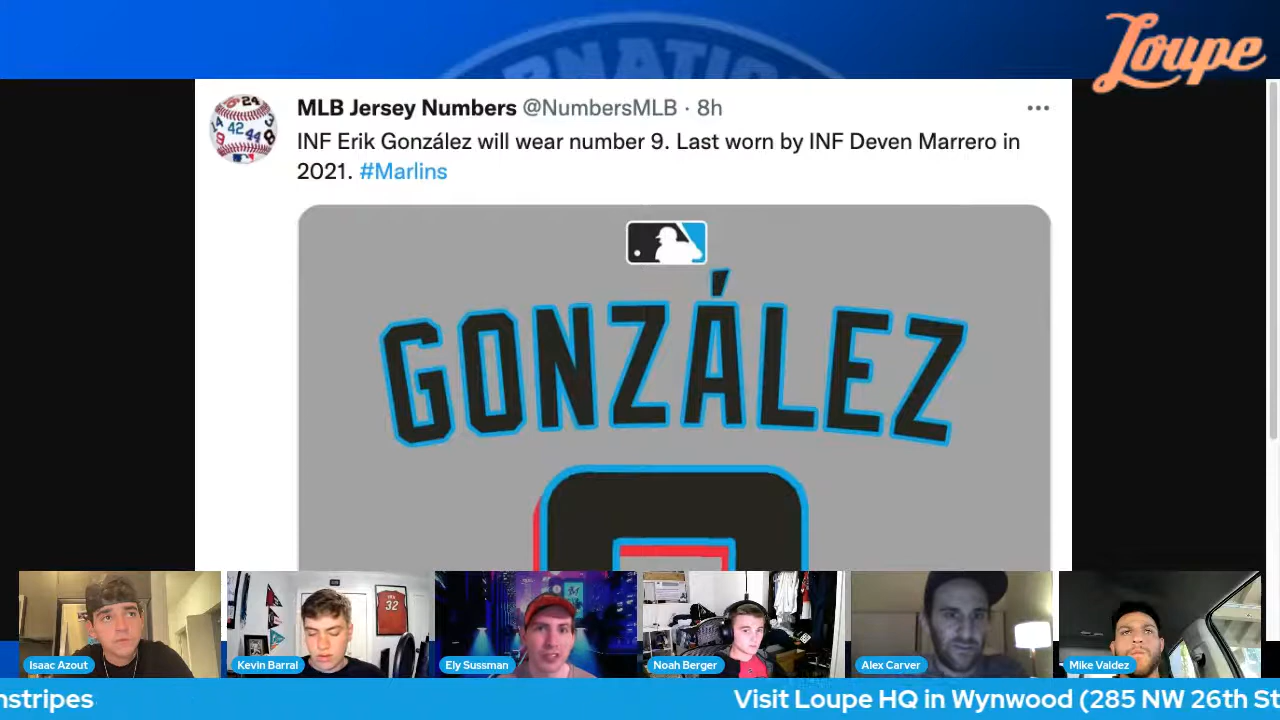 RNATIO
Loupe
MLB Jersey Numbers @NumbersMLB · 8h
INF Erik González will wear number 9. Last worn by INF Deven Marrero in
2021. #Marlins
GONZÁLEZ
32
Isaac Azout
Kevin Barral
Ely Sussman
Noah Berger
Alex Carver
Mike Valdez
nstripes
Visit Loupe HQ in Wynwood (285 NW 26th St